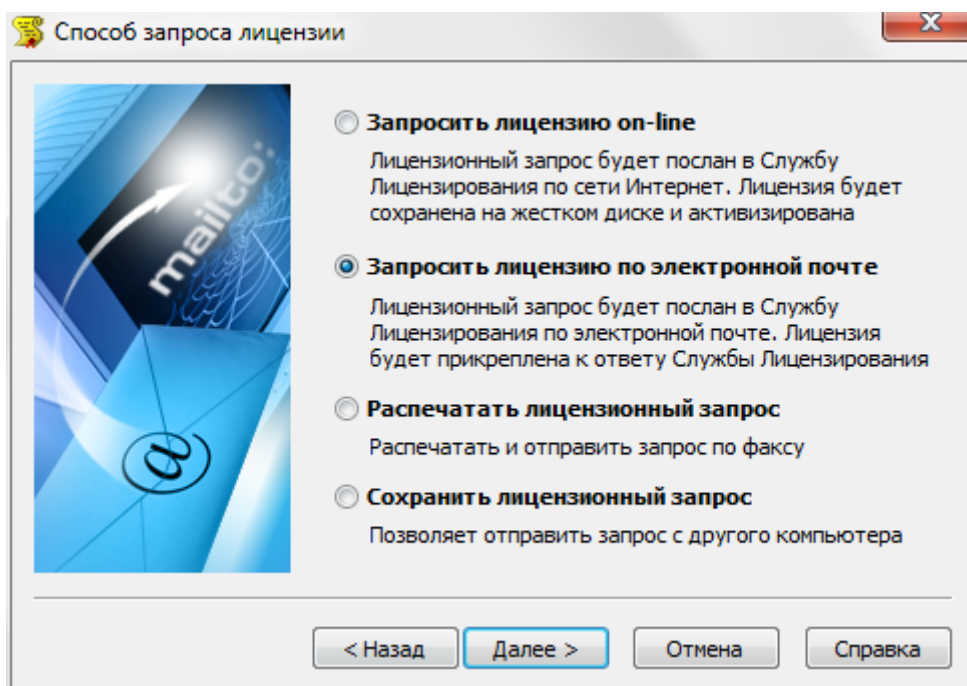 Способ запроса лицензии
mailto:
@
Запросить лицензию on-line
Лицензионный запрос будет послан в Службу
Лицензирования по сети Интернет. Лицензия будет
сохранена на жестком диске и активизирована
Запросить лицензию по электронной почте
Лицензионный запрос будет послан в Службу
Лицензирования по электронной почте. Лицензия
будет прикреплена к ответу Службы Лицензирования
Распечатать лицензионный запрос
Распечатать и отправить запрос по факсу
Сохранить лицензионный запрос
Позволяет отправить запрос с другого компьютера
< Назад
Далее >
Отмена
Справка